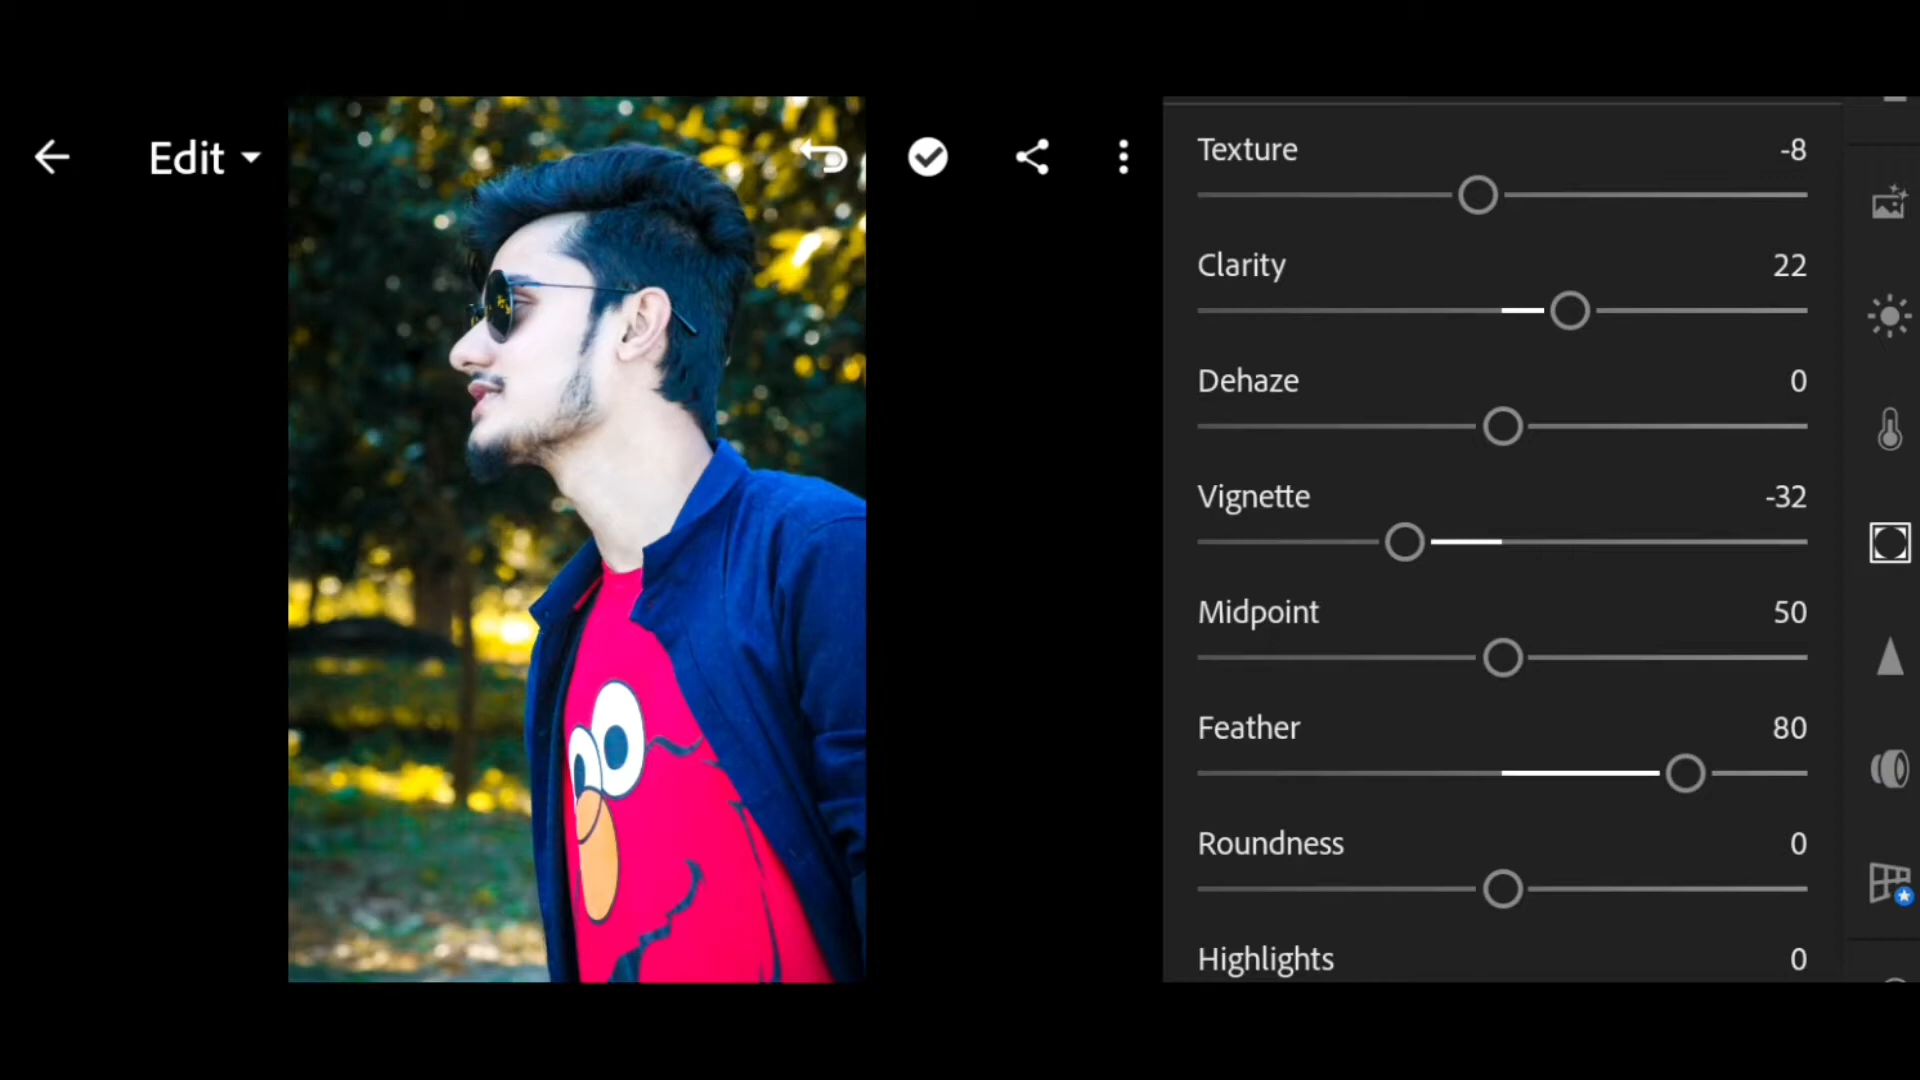 Edit
Texture -8
Clarity 22
Dehaze 0
Vignette -32
Midpoint 50
Feather 80
Roundness 0
Highlights 0